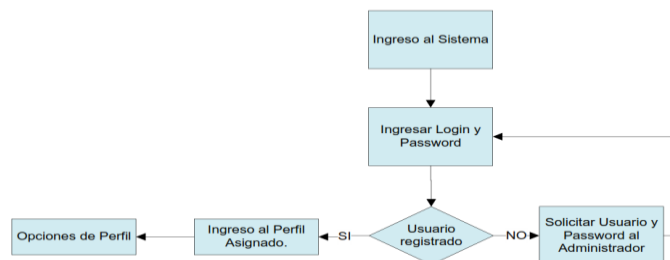 Ingreso al Sistema
Ingresar Login y
Password
Usuario
registrado
SI
NO
Ingreso al Perfil
Asignado.
Opciones de Perfil
Solicitar Usuario y
Password al
Administrador